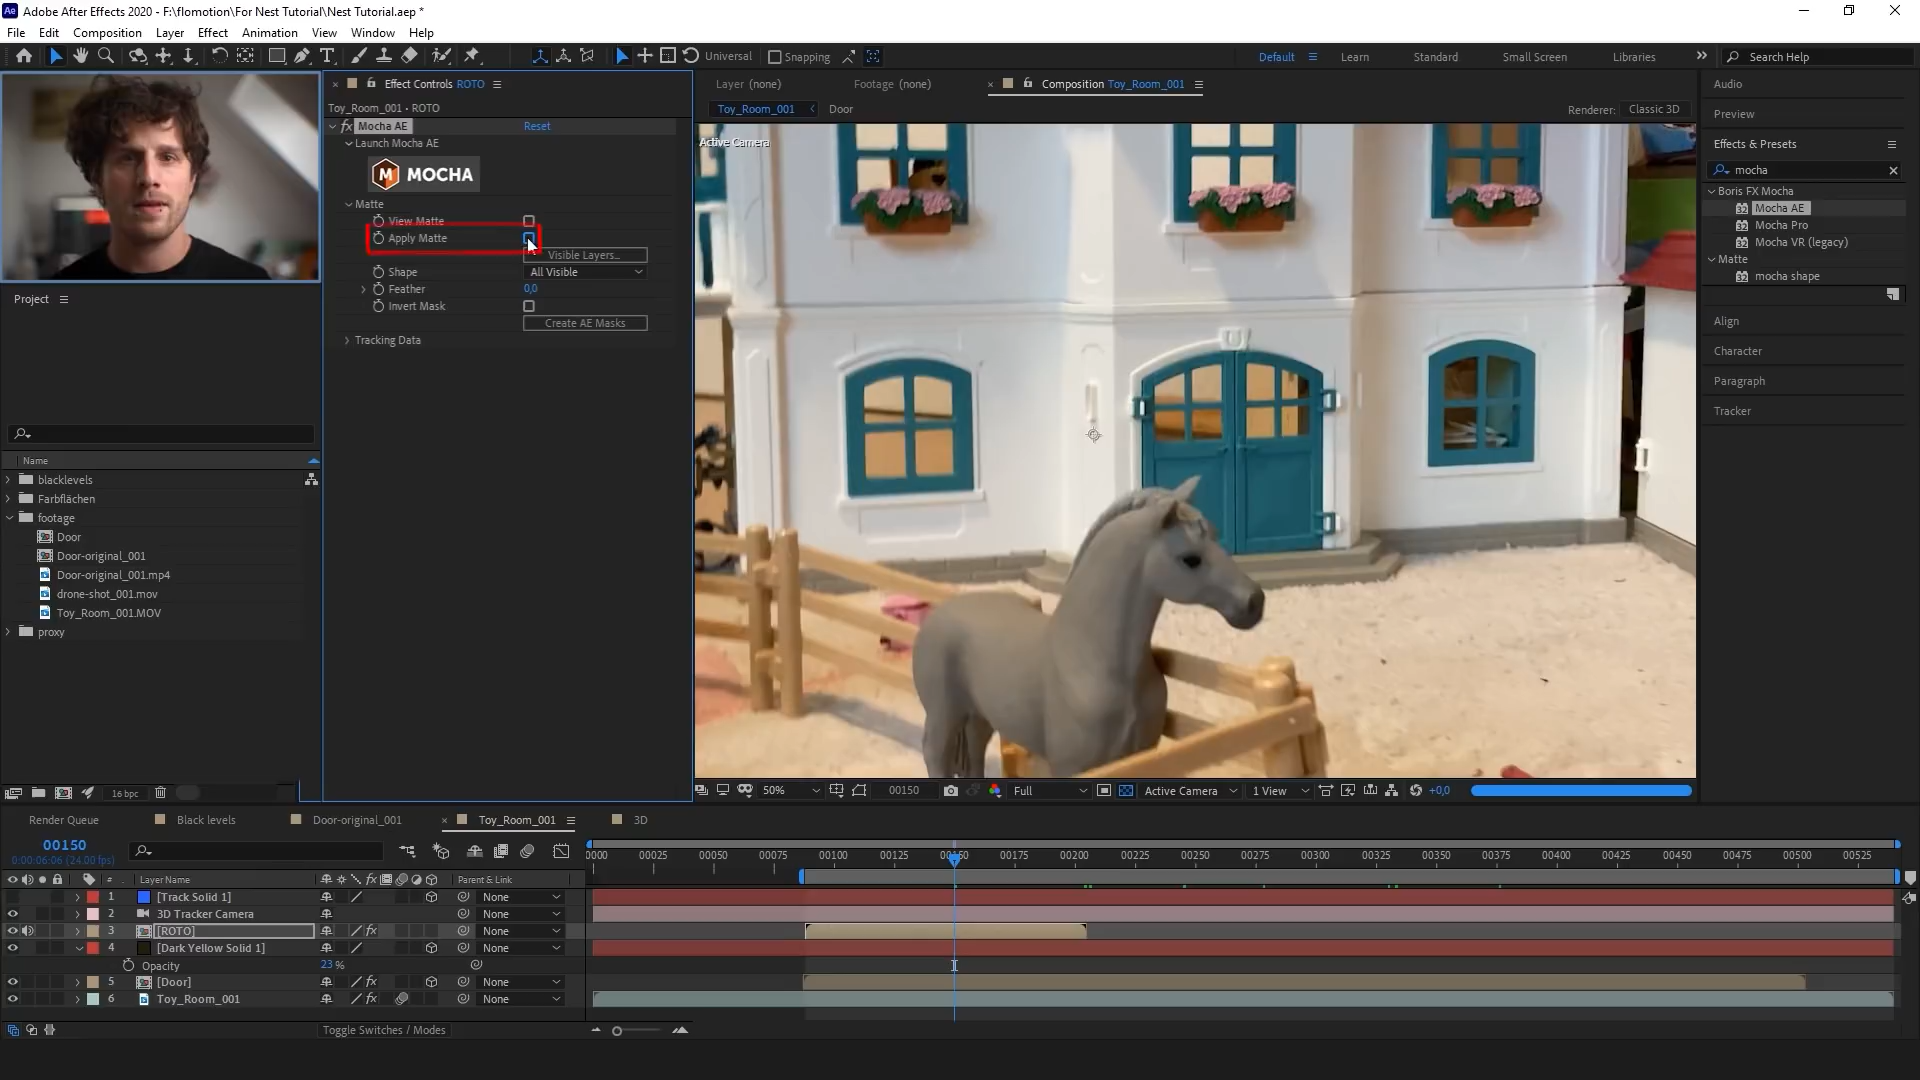 Adobe After Effects 2020 - F:\flomotion\For Nest Tutorial\Nest Tutorial.aep *
File Edit Composition Layer Effect Animation View Window Help
Universal Snapping Default Learn Standard Small Screen Libraries Search Help
Effect Controls ROTO
Toy_Room_001 • ROTO
Mocha AE Reset
Launch Mocha AE
MOCHA
Matte
View Matte
Apply Matte
Visible Layers...
Shape All Visible
Feather 0,0
Invert Mask
Create AE Masks
Tracking Data
Project
Name
blacklevels
Farbflächen
footage
Door
Door-original_001
Door-original_001.mp4
drone-shot_001.mov
Toy_Room_001.MOV
proxy
16 bpc
Layer (none) Footage (none) Composition Toy_Room_001
Toy_Room_001 Door Renderer: Classic 3D
Active Camera
50% 00150 Full Active Camera 1 View +0,0
Audio
Preview
Effects & Presets
mocha
Boris FX Mocha
Mocha AE
Mocha Pro
Mocha VR (legacy)
Matte
mocha shape
Align
Character
Paragraph
Tracker
Render Queue Black levels Door-original_001 Toy_Room_001 3D
00150
0:00:06:06 (24.00 fps)
0000 00025 00050 00075 00100 00125 00150 00175 00200 00225 00250 00275 00300 00325 00350 00375 00400 00425 00450 00475 00500 00525
# Layer Name Parent & Link
1 [Track Solid 1] None
2 3D Tracker Camera None
3 [ROTO] None
4 [Dark Yellow Solid 1] None
Opacity 23 %
5 [Door] None
6 Toy_Room_001 None
Toggle Switches / Modes